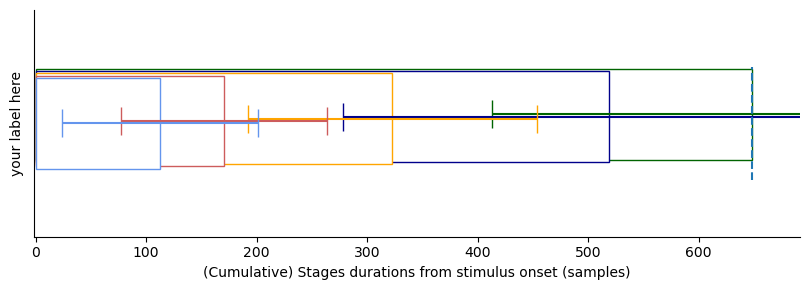 your label here
0 100 200 300 400 500 600
(Cumulative) Stages durations from stimulus onset (samples)